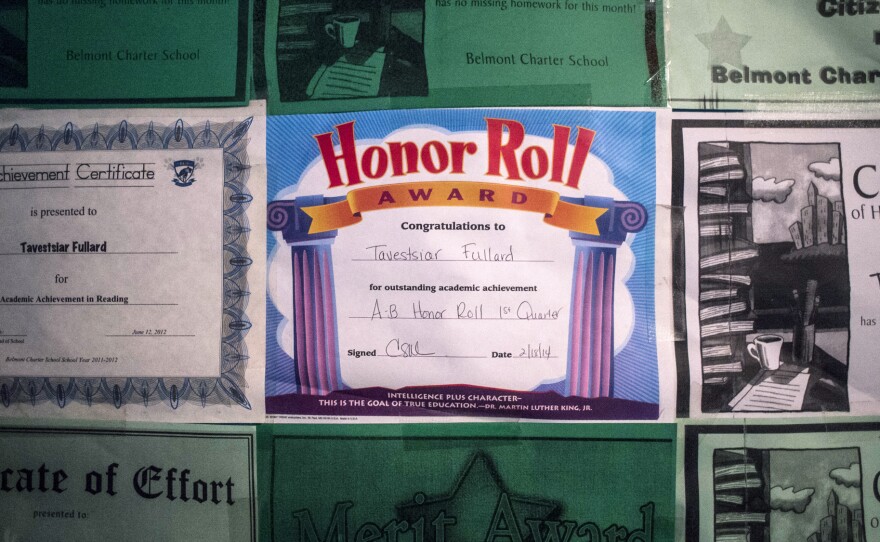 has no missing homework for this month!
Belmont Charter School
has no missing homework for this month!
Belmont Charter School
Citiz
Belmont Char
chievement Certificate
is presented to
Tavestsiar Fullard
for
Academic Achievement in Reading
June 12, 2012
Belmont Charter School School Year 2011-2012
Honor Roll
AWARD
Congratulations to
Tavestsiar Fullard
for outstanding academic achievement
A-B Honor Roll 1st Quarter
Signed
Date 2/18/14
INTELLIGENCE PLUS CHARACTER–
THIS IS THE GOAL OF TRUE EDUCATION.—DR. MARTIN LUTHER KING, JR.
C
of H
T
has
cate of Effort
presented to:
Merit Award
C
o